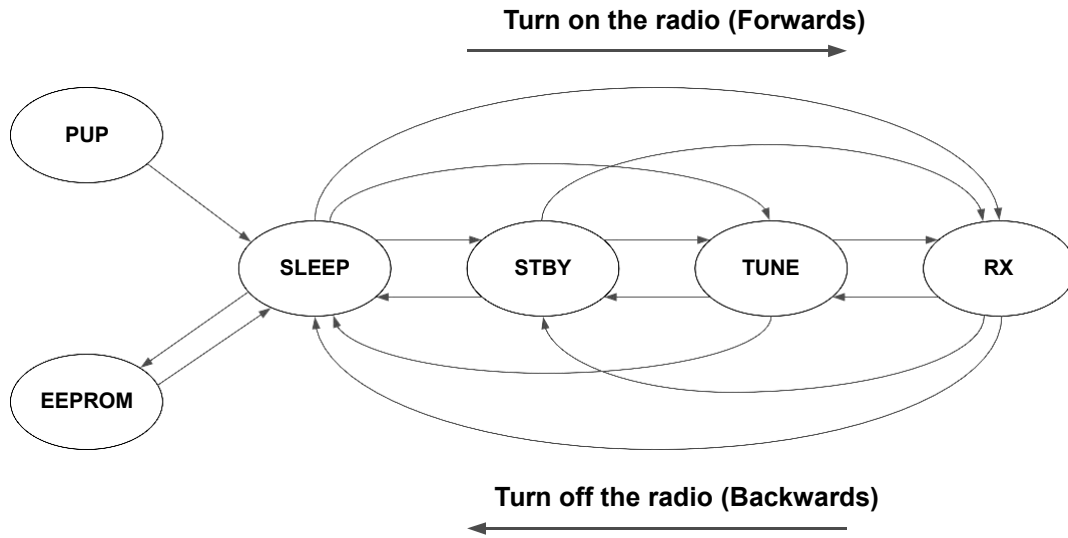 Turn on the radio (Forwards)
PUP
SLEEP
STBY
TUNE
RX
EEPROM
Turn off the radio (Backwards)